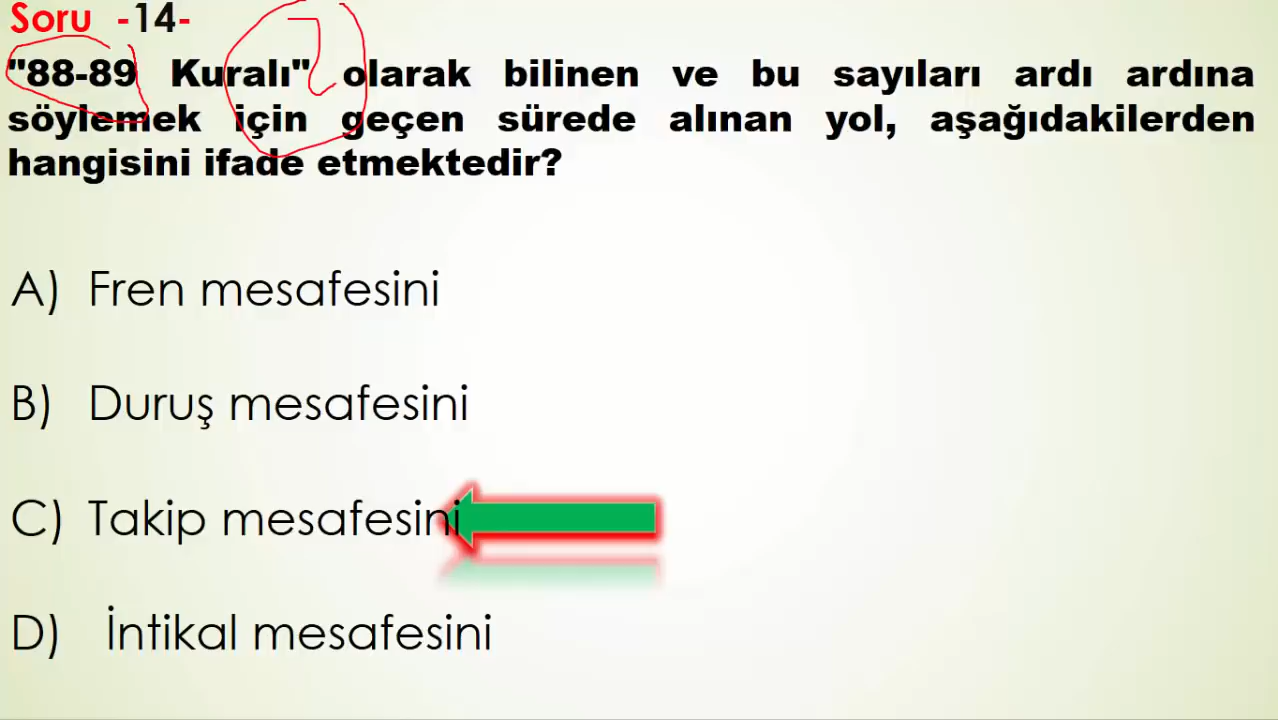 Soru -14-
"88-89 Kuralı" olarak bilinen ve bu sayıları ardı ardına
söylemek için geçen sürede alınan yol, aşağıdakilerden
hangisini ifade etmektedir?
A) Fren mesafesini
B) Duruş mesafesini
C) Takip mesafesini
D) İntikal mesafesini